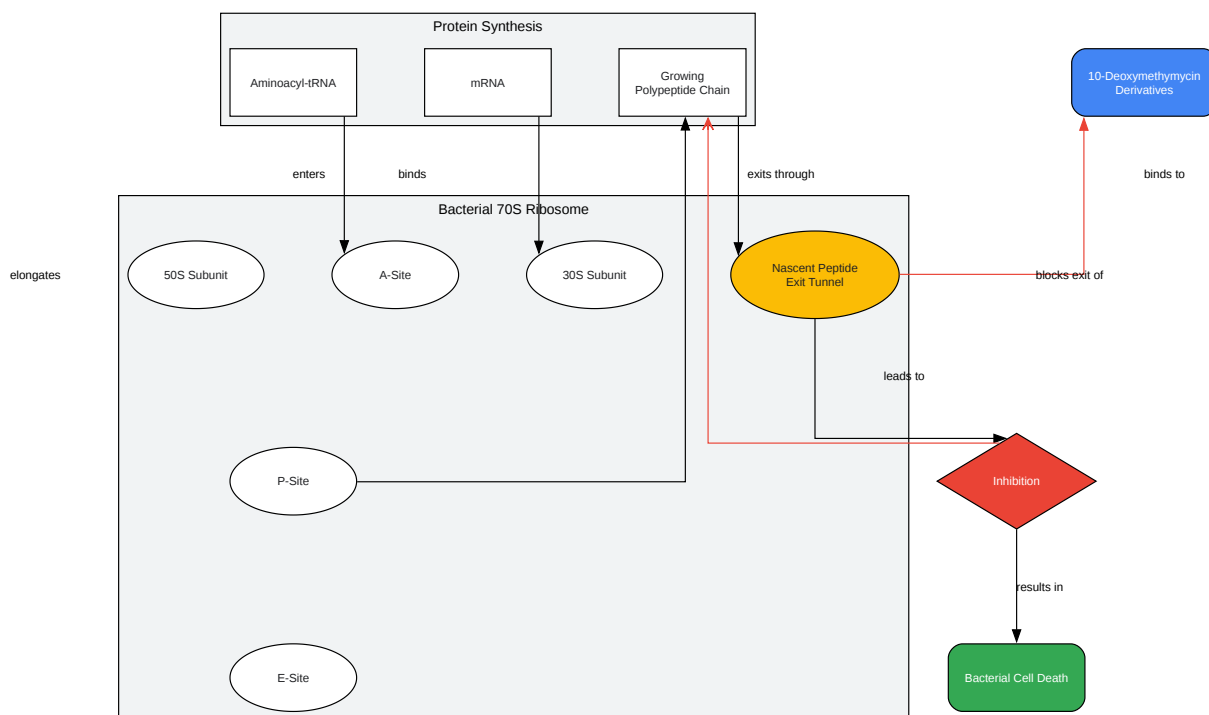 Protein Synthesis
Aminoacyl-tRNA
mRNA
Growing
Polypeptide Chain
10-Deoxymethymycin
Derivatives
enters
binds
exits through
binds to
Bacterial 70S Ribosome
elongates
50S Subunit
A-Site
30S Subunit
Nascent Peptide
Exit Tunnel
blocks exit of
leads to
P-Site
Inhibition
results in
E-Site
Bacterial Cell Death